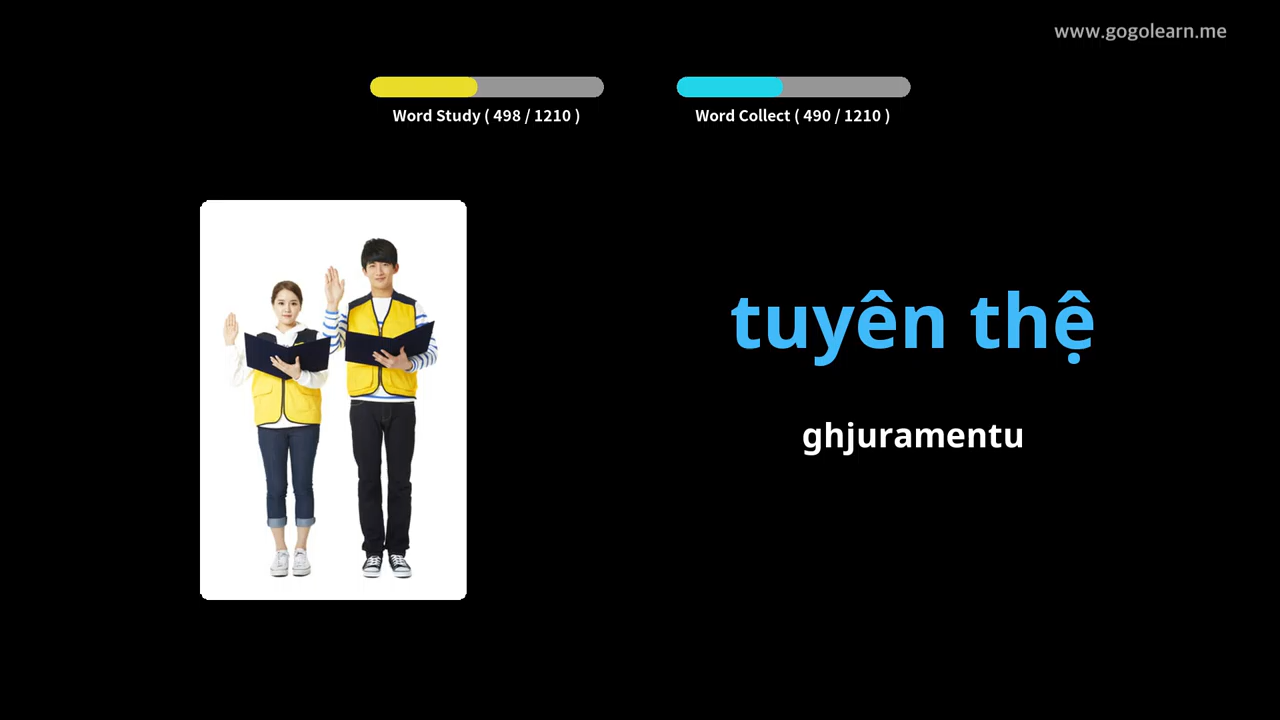 www.gogolearn.me
Word Study ( 498 / 1210 )
Word Collect ( 490 / 1210 )
tuyên thệ
ghjuramentu